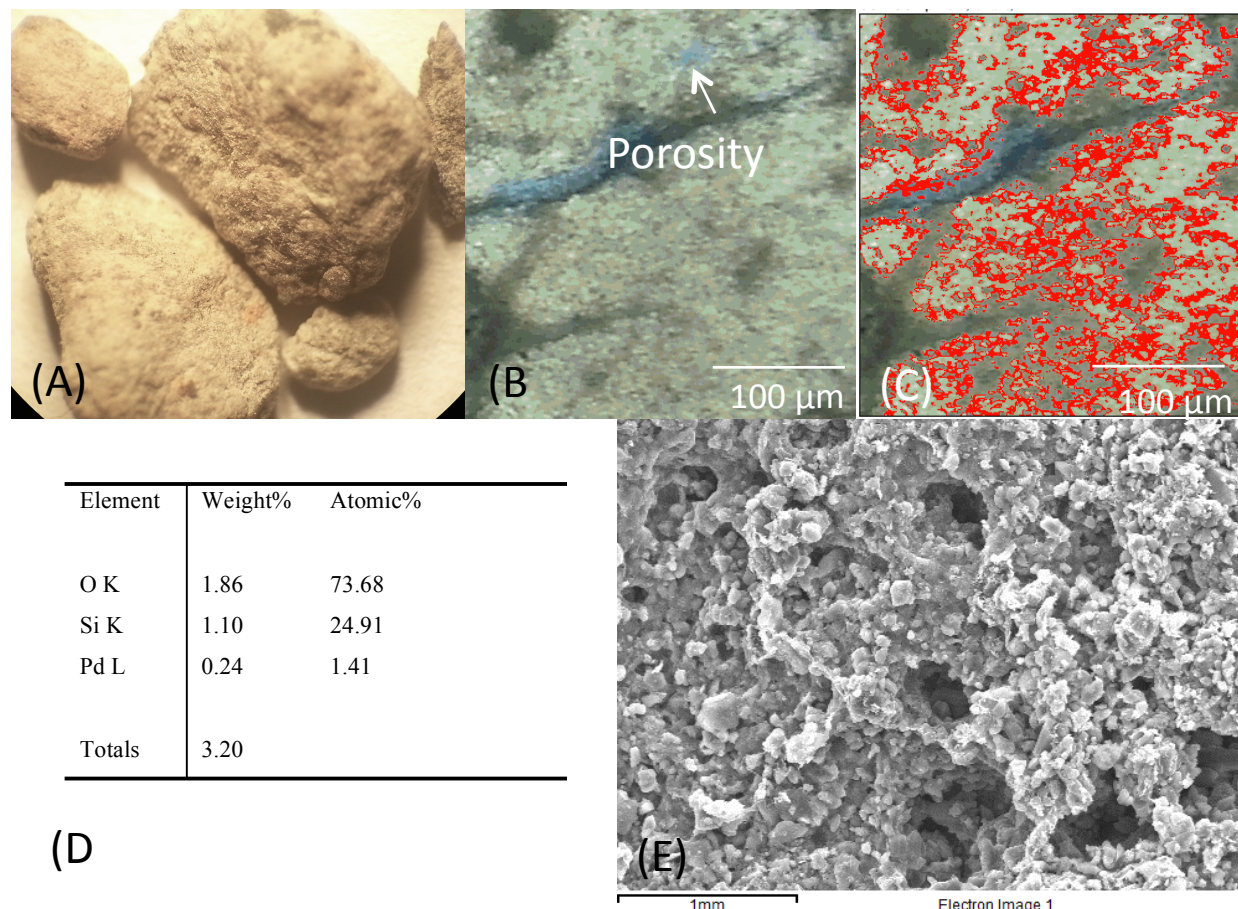 Porosity
(A)
(B
100 μm
(C)
100 μm
Element Weight% Atomic%
O K 1.86 73.68
Si K 1.10 24.91
Pd L 0.24 1.41
Totals 3.20
(D
(E)
1mm Electron Image 1